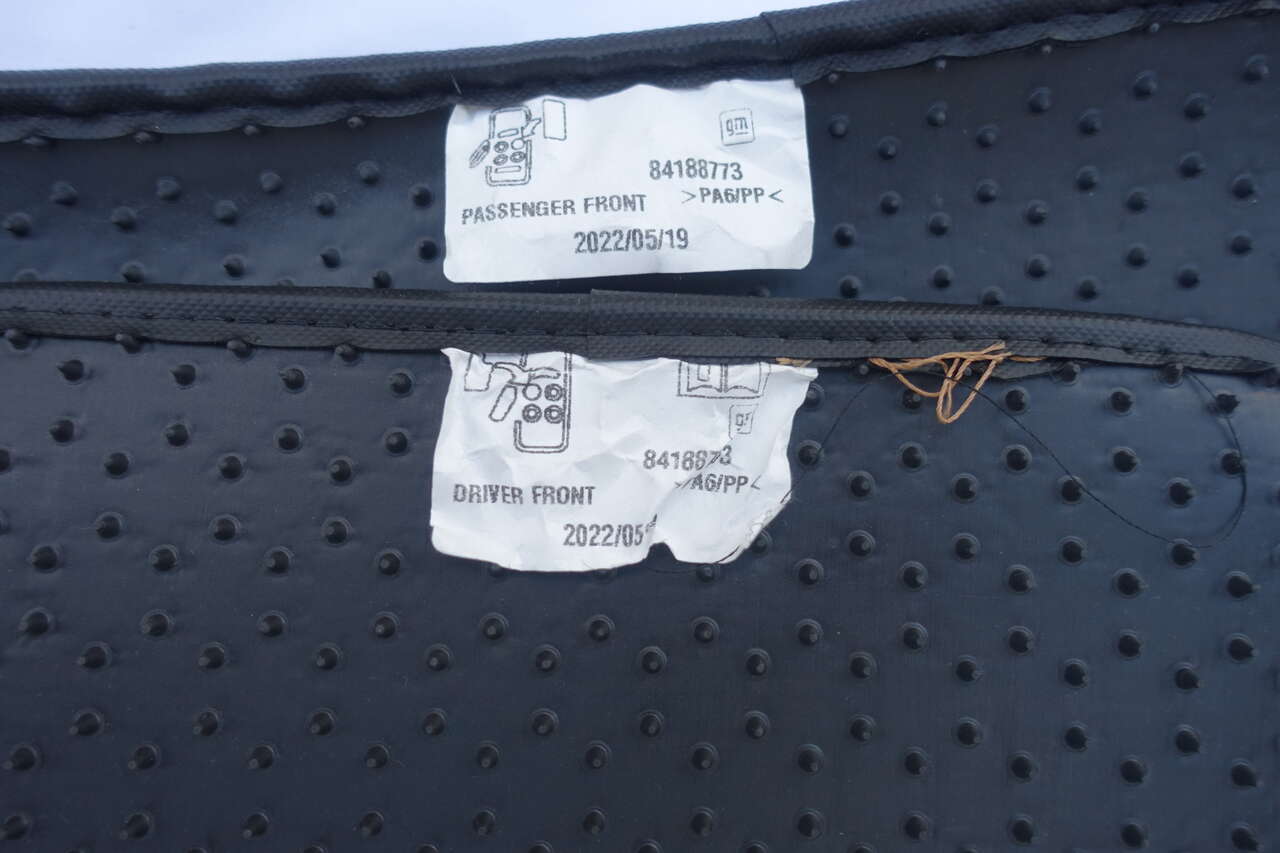 gm
84188773
>PA6/PP<
PASSENGER FRONT
2022/05/19
DRIVER FRONT
A6/PP<
2022/05